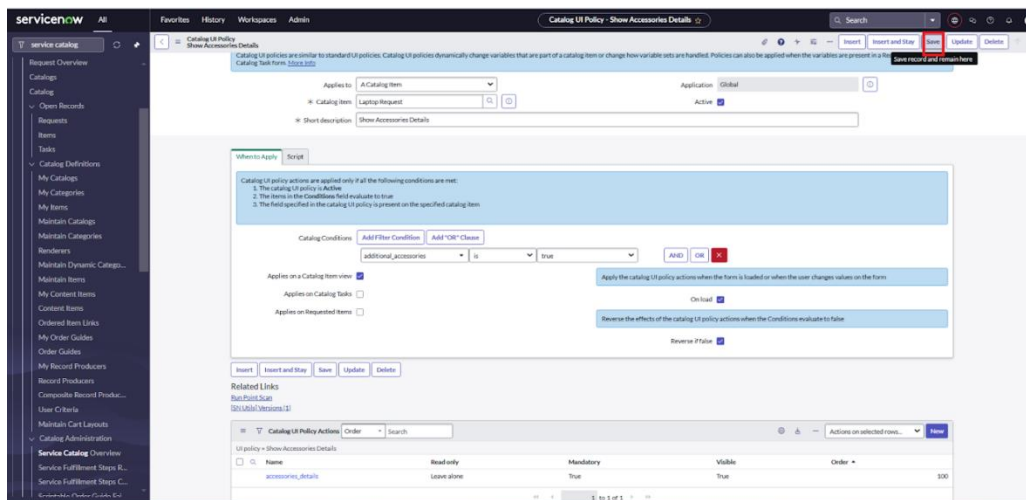 servicenow All Favorites History Workspaces Admin Catalog UI Policy - Show Accessories Details Search
service catalog
Request Overview
Catalogs
Catalog
Open Records
Requests
Items
Tasks
Catalog Definitions
My Catalogs
My Categories
My Items
Maintain Catalogs
Maintain Categories
Renderers
Maintain Dynamic Catego...
Maintain Items
My Content Items
Content Items
Ordered Item Links
My Order Guides
Order Guides
My Record Producers
Record Producers
Composite Record Produc...
User Criteria
Maintain Cart Layouts
Catalog Administration
Service Catalog Overview
Service Fulfillment Steps R...
Service Fulfillment Steps C...
Scriptable Order Guide Fai
Catalog UI Policy
Show Accessories Details
Insert Insert and Stay Save Update Delete
Save record and remain here
Catalog UI policies are similar to standard UI policies. Catalog UI policies dynamically change variables that are part of a catalog item or change how variable sets are handled. Policies can also be applied when the variables are present in a Re
Catalog Task form. More Info
Applies to A Catalog Item Application Global
Catalog item Laptop Request Active
Short description Show Accessories Details
When to Apply Script
Catalog UI policy actions are applied only if all the following conditions are met:
1. The catalog UI policy is Active
2. The items in the Conditions field evaluate to true
3. The field specified in the catalog UI policy is present on the specified catalog item
Catalog Conditions Add Filter Condition Add "OR" Clause
additional_accessories is true AND OR
Applies on a Catalog Item view Apply the catalog UI policy actions when the form is loaded or when the user changes values on the form
Applies on Catalog Tasks On load
Applies on Requested Items Reverse the effects of the catalog UI policy actions when the Conditions evaluate to false
Reverse if false
Insert Insert and Stay Save Update Delete
Related Links
Run Point Scan
[SN Utils] Versions (1)
Catalog UI Policy Actions Order Search Actions on selected rows... New
UI policy = Show Accessories Details
Name Read only Mandatory Visible Order
accessories_details Leave alone True True 100
1 to 1 of 1